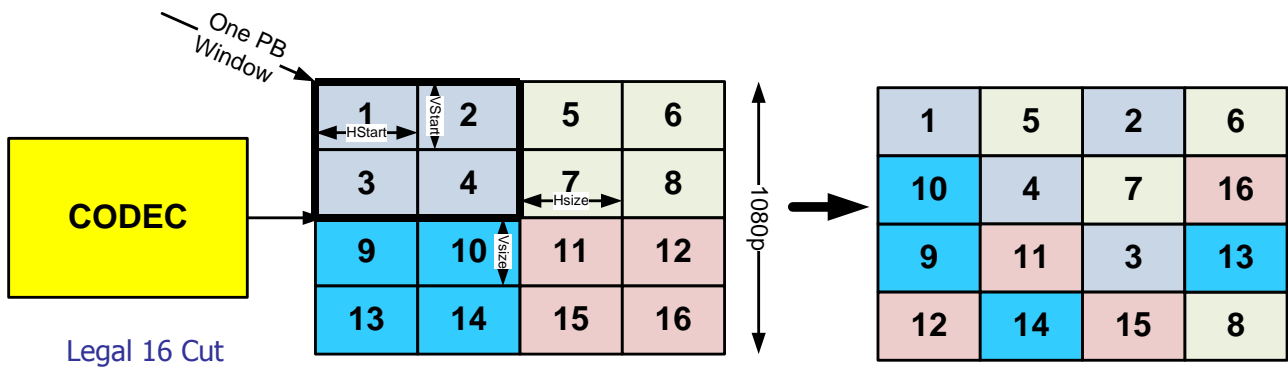 One PB
Window
CODEC
Legal 16 Cut
1 2 5 6
HStart
VStart
3 4 7 8
Hsize
9 10 11 12
Vsize
13 14 15 16
1080p
1 5 2 6
10 4 7 16
9 11 3 13
12 14 15 8